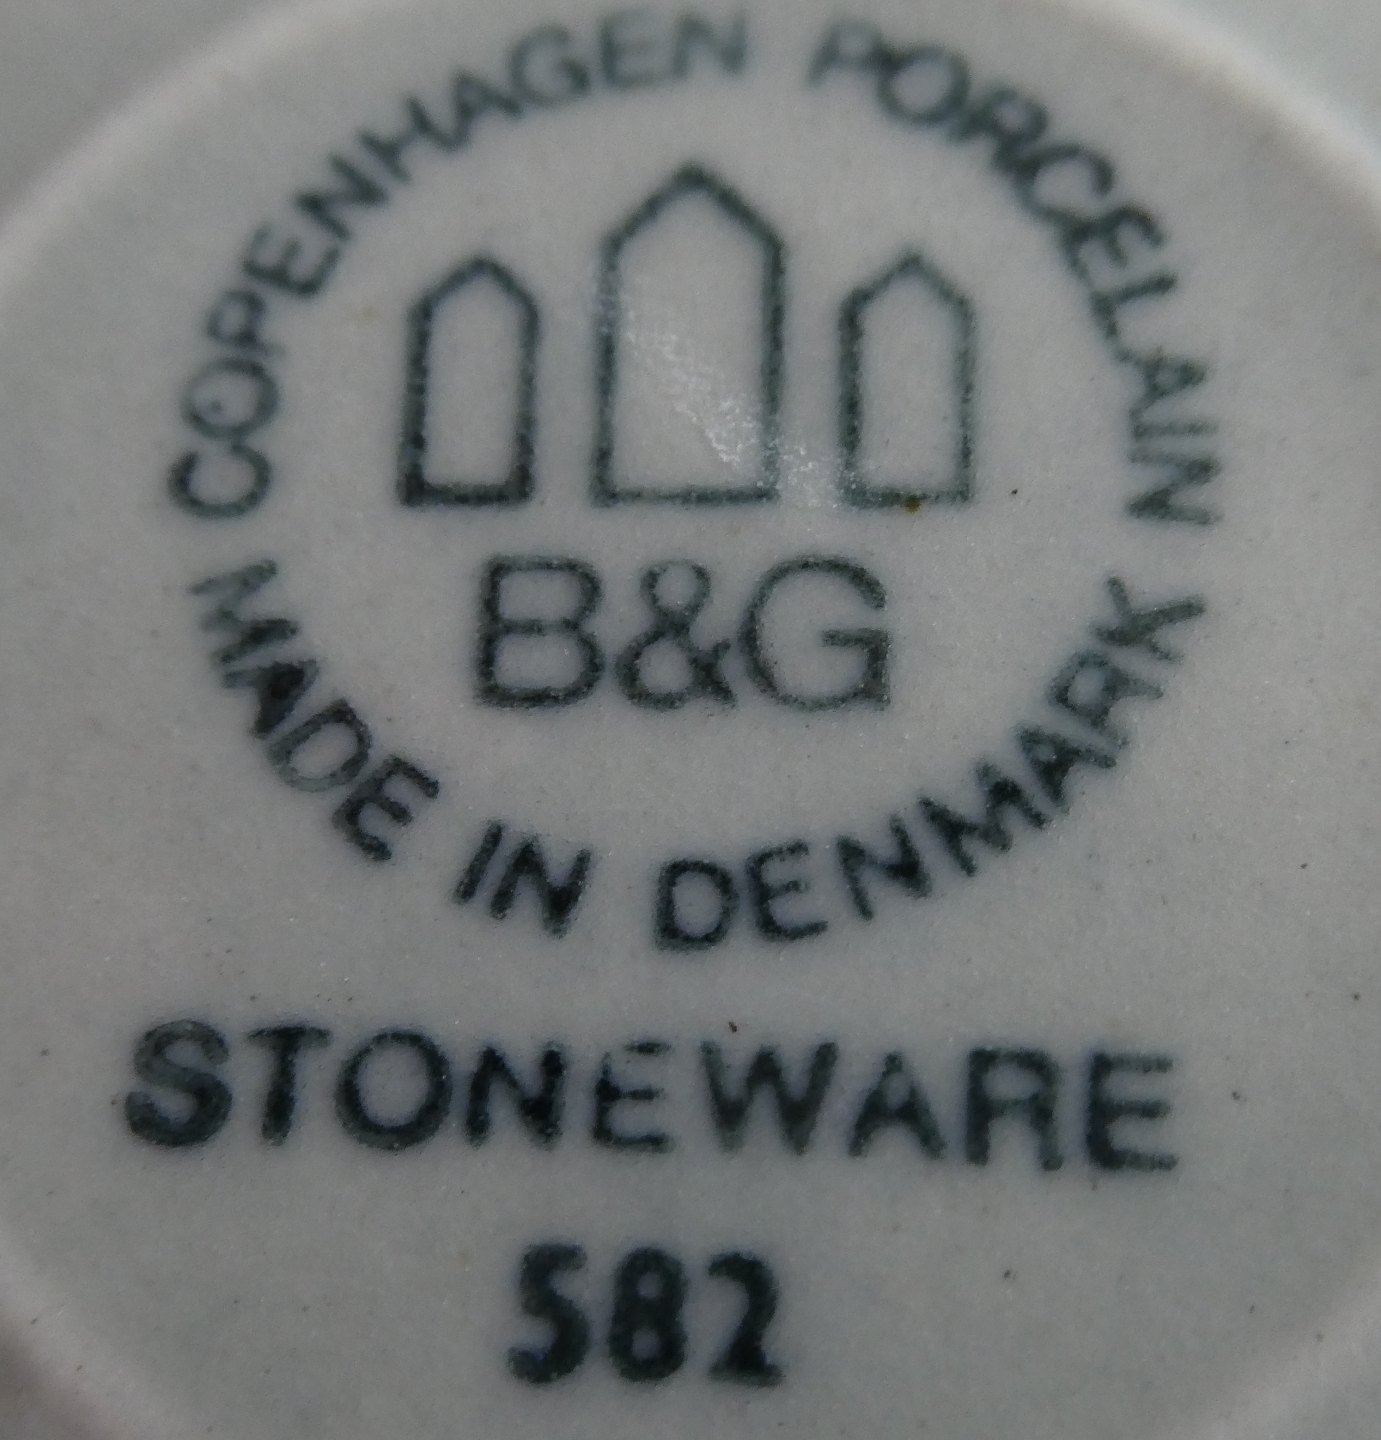 COPENHAGEN PORCELAIN
B&G
MADE IN DENMARK
STONEWARE
582